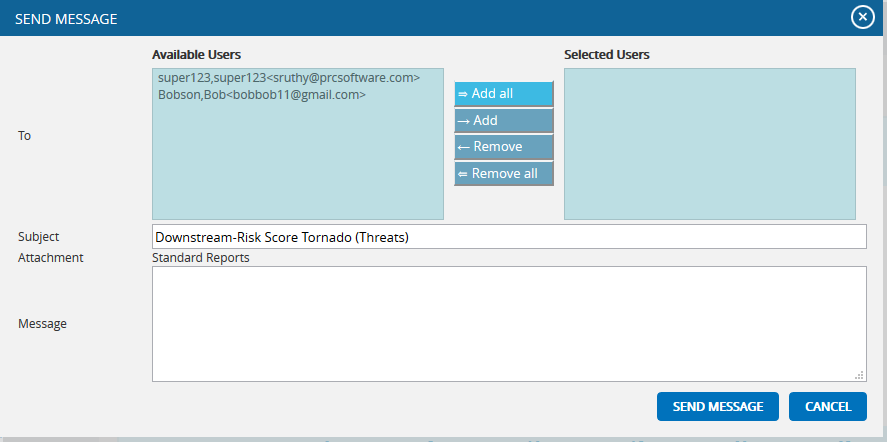 SEND MESSAGE
Available Users
Selected Users
super123,super123<sruthy@prcsoftware.com>
Bobson,Bob<bobbob11@gmail.com>
⇒ Add all
→ Add
← Remove
⇐ Remove all
To
Subject
Downstream-Risk Score Tornado (Threats)
Attachment
Standard Reports
Message
SEND MESSAGE
CANCEL